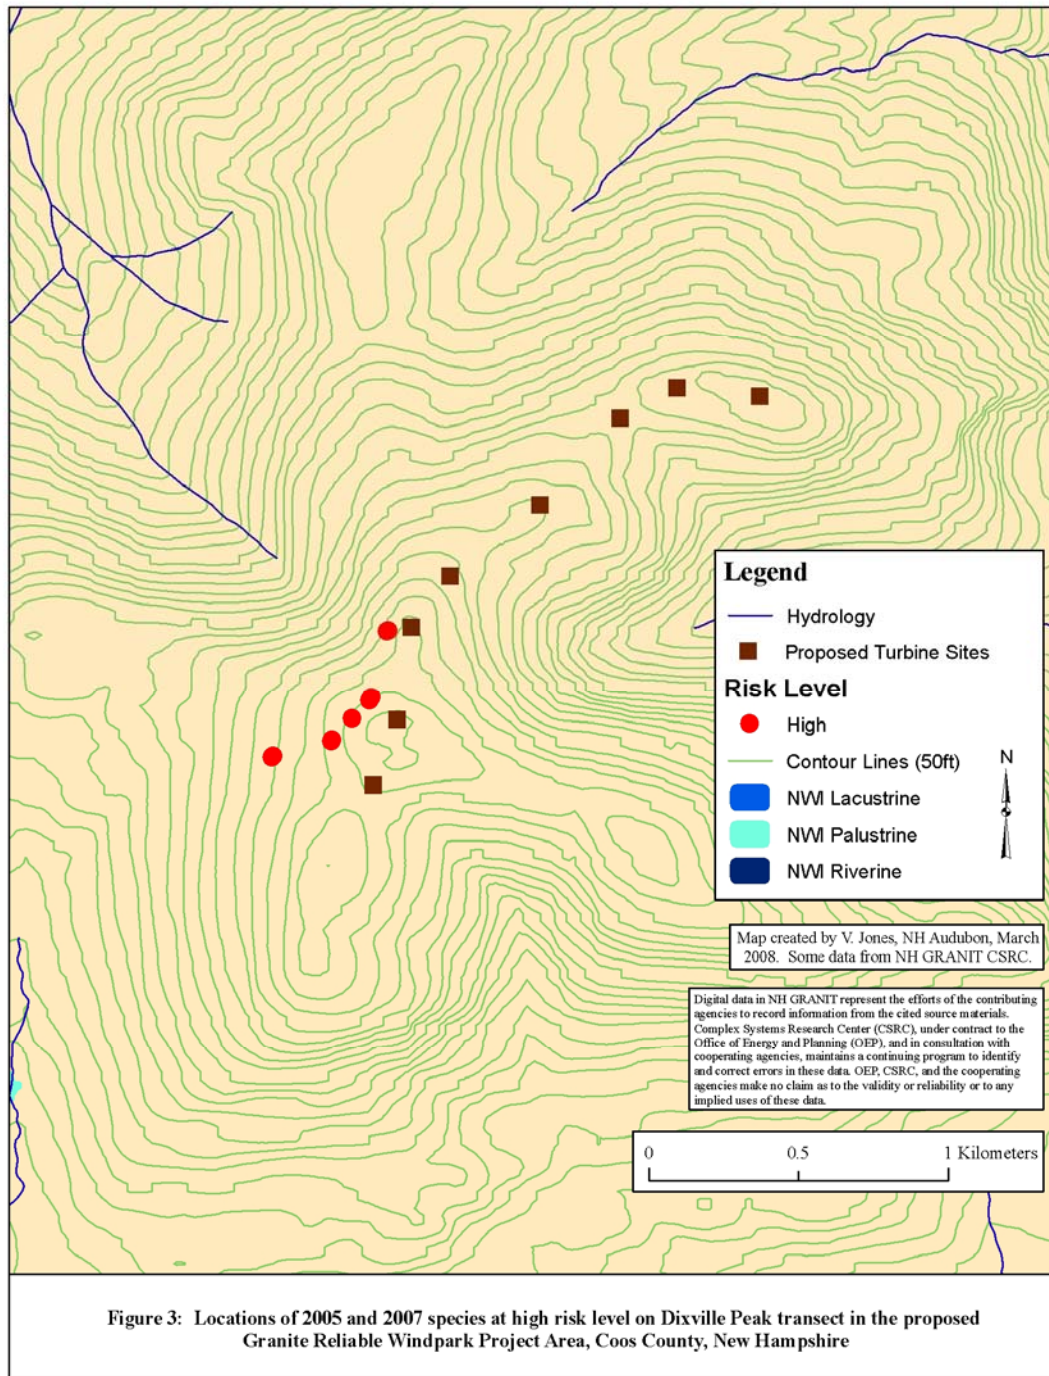 Legend
Hydrology
Proposed Turbine Sites
Risk Level
High
Contour Lines (50ft)
N
NWI Lacustrine
NWI Palustrine
NWI Riverine
Map created by V. Jones, NH Audubon, March
2008. Some data from NH GRANIT CSRC.
Digital data in NH GRANIT represent the efforts of the contributing
agencies to record information from the cited source materials.
Complex Systems Research Center (CSRC), under contract to the
Office of Energy and Planning (OEP), and in consultation with
cooperating agencies, maintains a continuing program to identify
and correct errors in these data. OEP, CSRC, and the cooperating
agencies make no claim as to the validity or reliability or to any
implied uses of these data.
0 0.5 1 Kilometers
Figure 3: Locations of 2005 and 2007 species at high risk level on Dixville Peak transect in the proposed
Granite Reliable Windpark Project Area, Coos County, New Hampshire